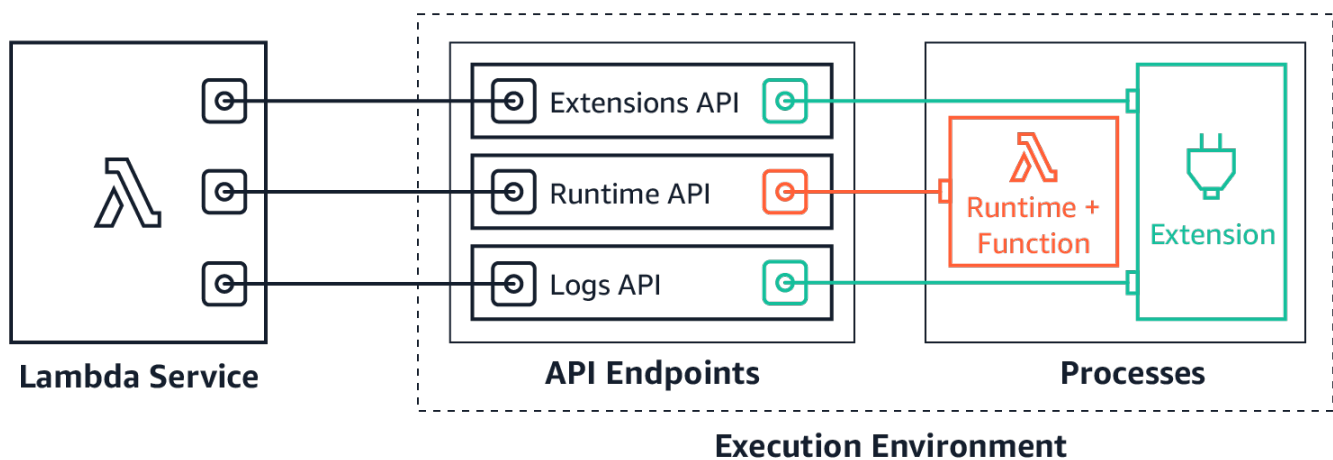 Extensions API
Runtime API
Logs API
Runtime +
Function
Extension
Lambda Service
API Endpoints
Processes
Execution Environment